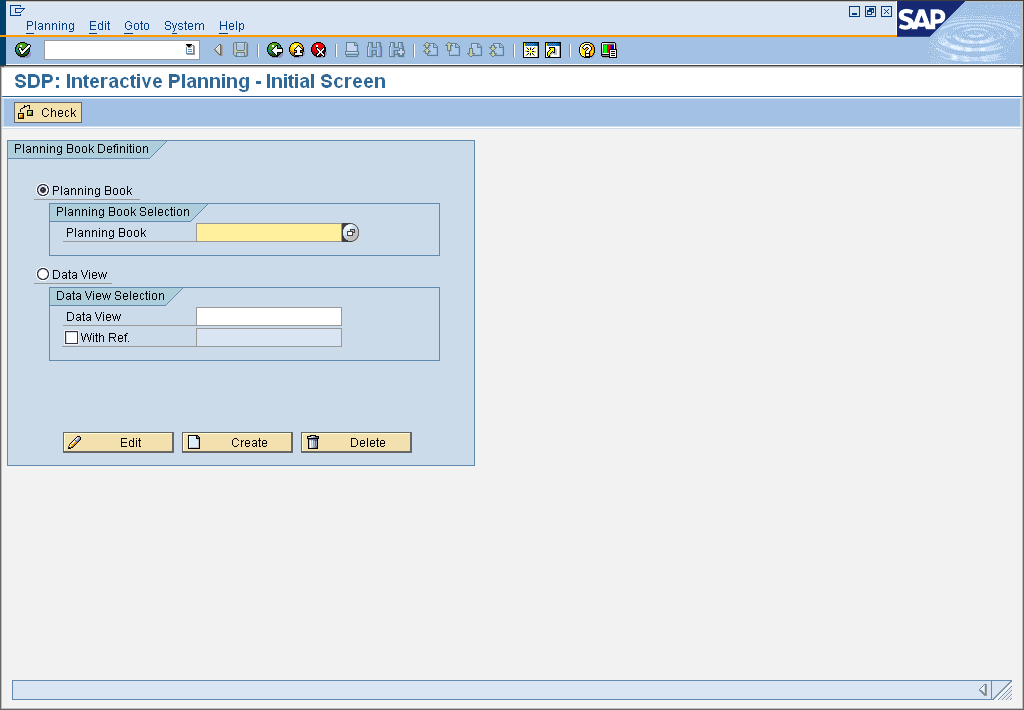 Planning Edit Goto System Help
SAP
SDP: Interactive Planning - Initial Screen
Check
Planning Book Definition
Planning Book
Planning Book Selection
Planning Book
Data View
Data View Selection
Data View
With Ref.
Edit Create Delete